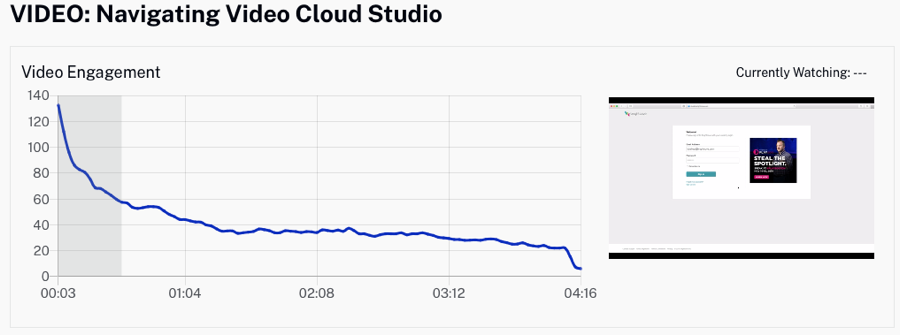 VIDEO: Navigating Video Cloud Studio
Video Engagement
Currently Watching: ---
140
120
100
80
60
40
20
0
00:03
01:04
02:08
03:12
04:16
STEAL THE
SPOTLIGHT.